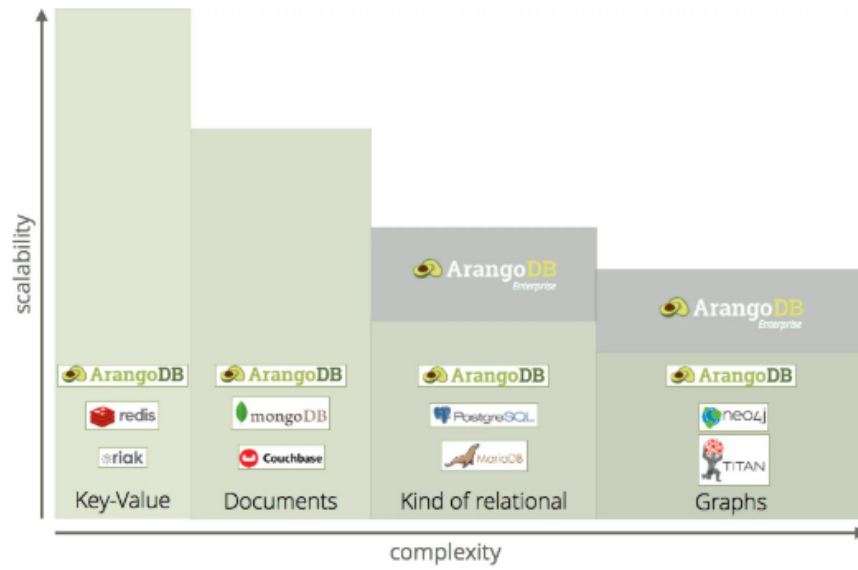 scalability
ArangoDB
Enterprise
ArangoDB
Enterprise
ArangoDB
ArangoDB
ArangoDB
ArangoDB
redis
mongoDB
PostgreSQL
neo4j
riak
Couchbase
MariaDB
TITAN
Key-Value
Documents
Kind of relational
Graphs
complexity